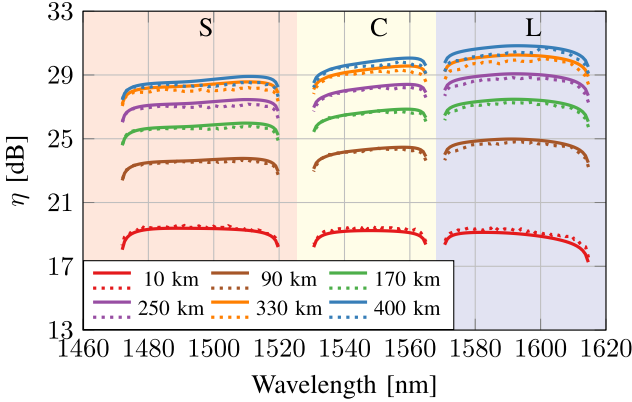 33
S
C
L
29
25
η [dB]
21
17
10 km
90 km
170 km
250 km
330 km
400 km
13
1460
1480
1500
1520
1540
1560
1580
1600
1620
Wavelength [nm]